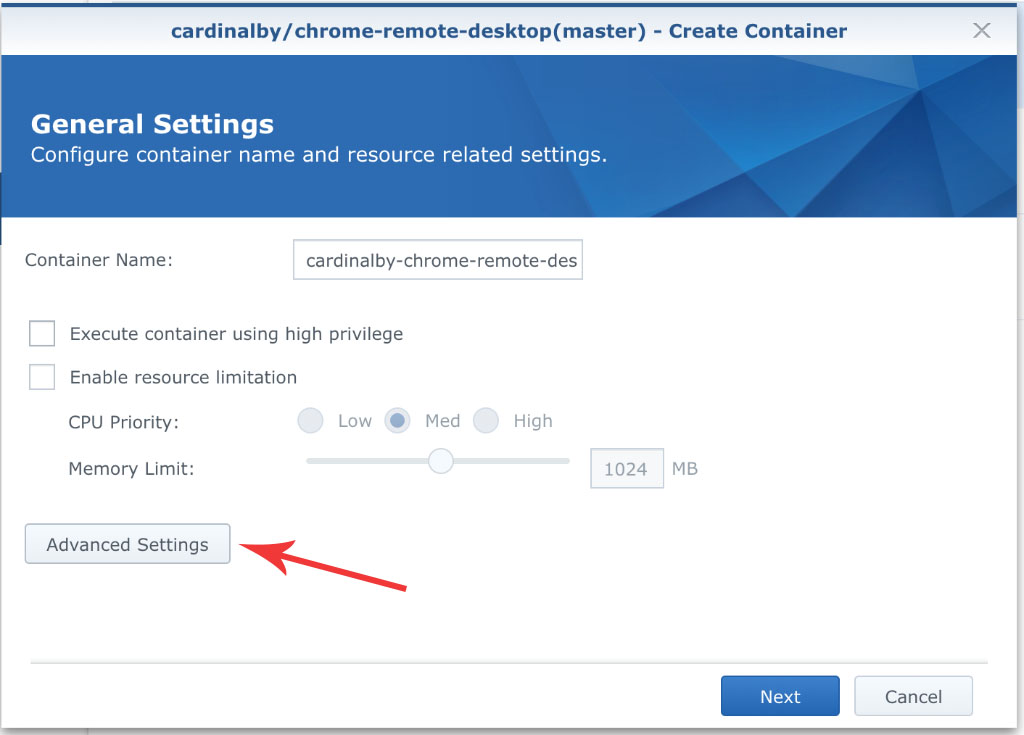 cardinalby/chrome-remote-desktop(master) - Create Container
General Settings
Configure container name and resource related settings.
Container Name: cardinalby-chrome-remote-des
Execute container using high privilege
Enable resource limitation
CPU Priority: Low Med High
Memory Limit: 1024 MB
Advanced Settings
Next Cancel